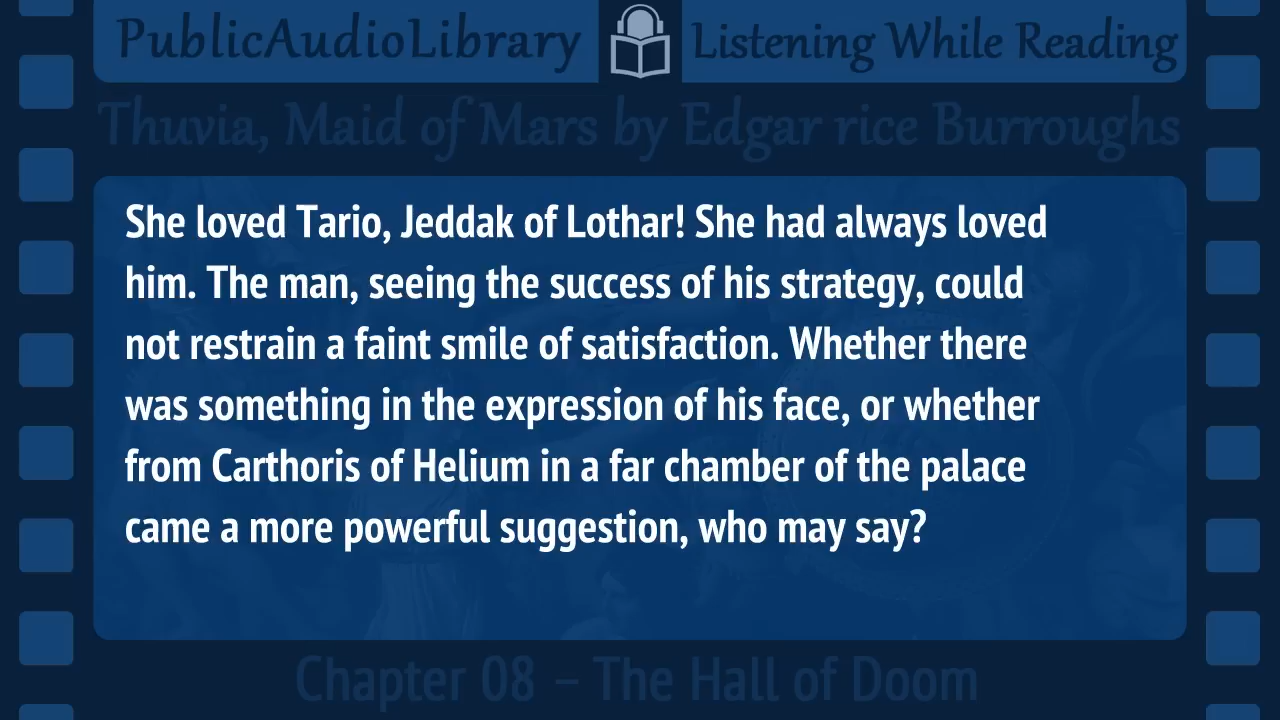 PublicAudioLibrary Listening While Reading
Thuvia, Maid of Mars by Edgar rice Burroughs
She loved Tario, Jeddak of Lothar! She had always loved
him. The man, seeing the success of his strategy, could
not restrain a faint smile of satisfaction. Whether there
was something in the expression of his face, or whether
from Carthoris of Helium in a far chamber of the palace
came a more powerful suggestion, who may say?
Chapter 08 – The Hall of Doom